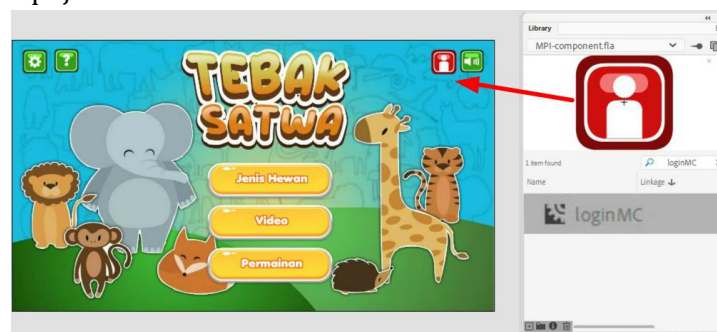 Library
MPI-component.fla
TEBAK
SATWA
Jenis Hewan
Video
Permainan
1 item found
loginMC
Name
Linkage
loginMC